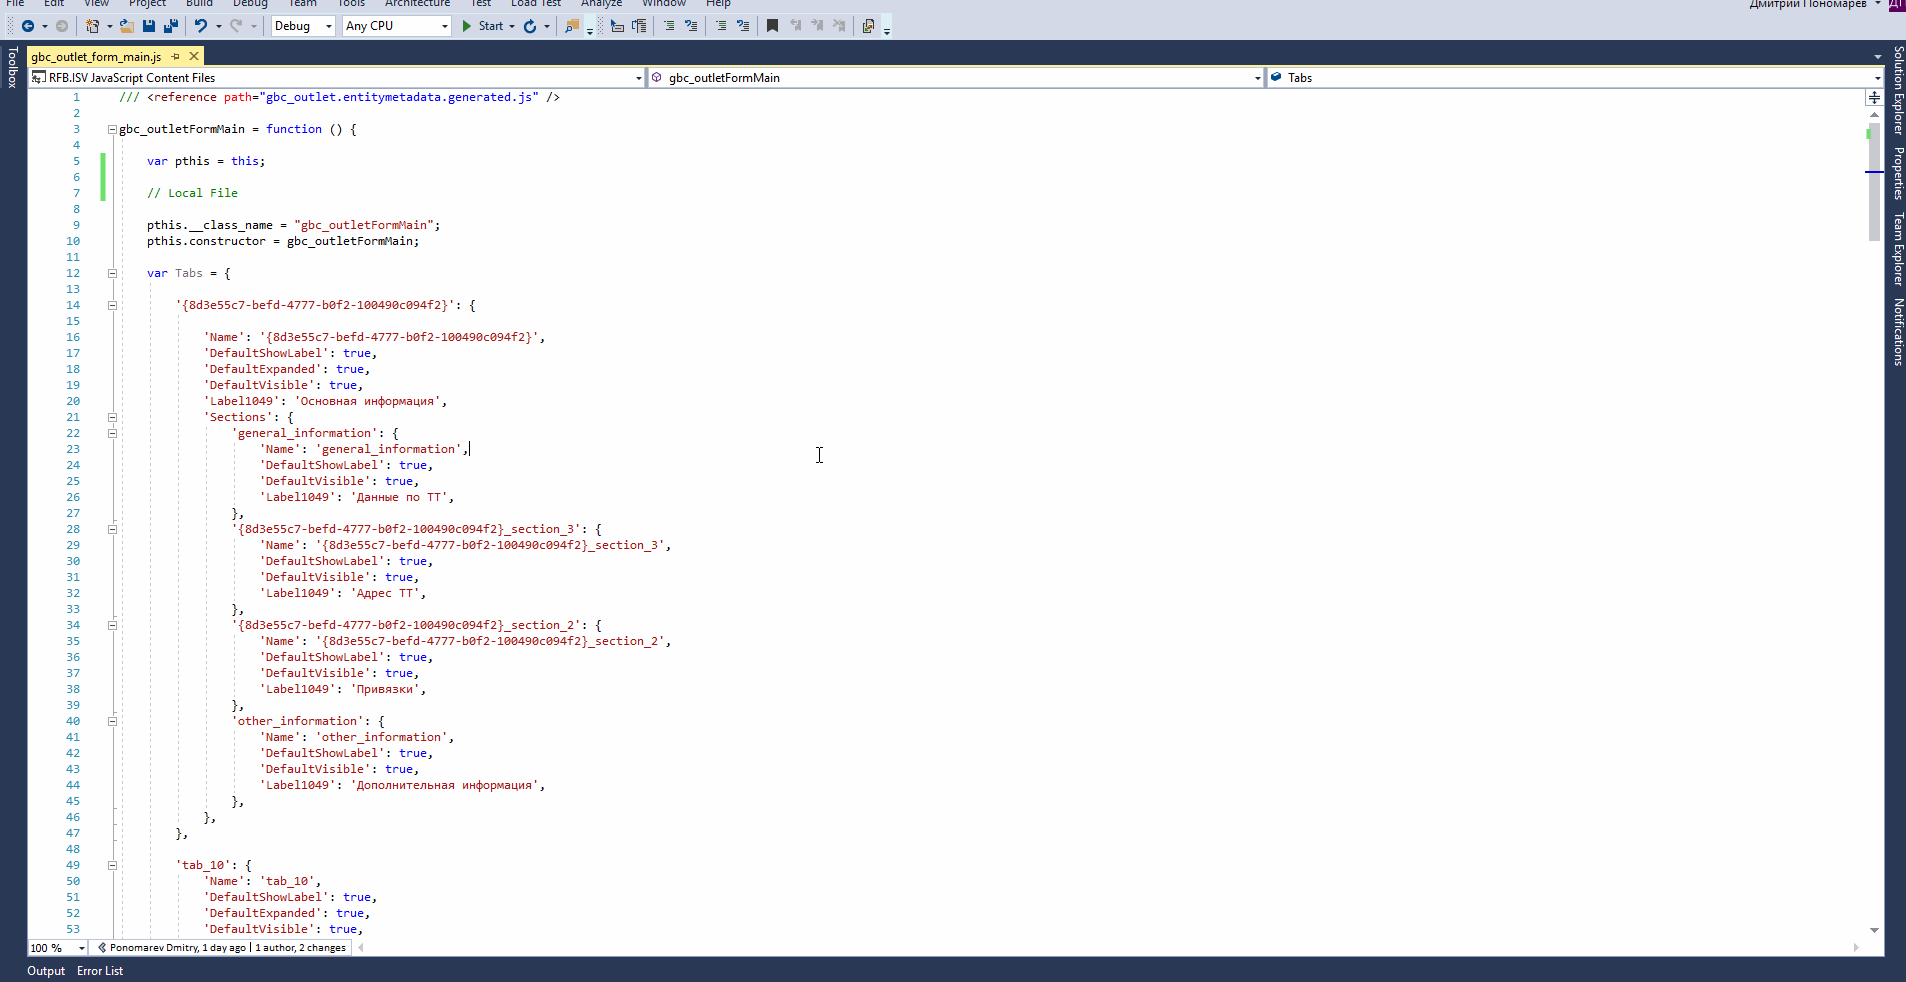 File Edit View Project Build Debug Team Tools Test Load Test Architecture Analyze Window Help
Дмитрий Пономарев ДП
Debug Any CPU Start
Toolbox
gbc_outlet_form_main.js
RFB.ISV JavaScript Content Files gbc_outletFormMain Tabs
1 /// <reference path="gbc_outlet.entitymetadata.generated.js" />
2
3 gbc_outletFormMain = function () {
4
5 var pthis = this;
6
7 // Local File
8
9 pthis.__class_name = "gbc_outletFormMain";
10 pthis.constructor = gbc_outletFormMain;
11
12 var Tabs = {
13
14 '{8d3e55c7-befd-4777-b0f2-100490c094f2}': {
15
16 'Name': '{8d3e55c7-befd-4777-b0f2-100490c094f2}',
17 'DefaultShowLabel': true,
18 'DefaultExpanded': true,
19 'DefaultVisible': true,
20 'Label1049': 'Основная информация',
21 'Sections': {
22 'general_information': {
23 'Name': 'general_information',
24 'DefaultShowLabel': true,
25 'DefaultVisible': true,
26 'Label1049': 'Данные по ТТ',
27 },
28 '{8d3e55c7-befd-4777-b0f2-100490c094f2}_section_3': {
29 'Name': '{8d3e55c7-befd-4777-b0f2-100490c094f2}_section_3',
30 'DefaultShowLabel': true,
31 'DefaultVisible': true,
32 'Label1049': 'Адрес ТТ',
33 },
34 '{8d3e55c7-befd-4777-b0f2-100490c094f2}_section_2': {
35 'Name': '{8d3e55c7-befd-4777-b0f2-100490c094f2}_section_2',
36 'DefaultShowLabel': true,
37 'DefaultVisible': true,
38 'Label1049': 'Привязки',
39 },
40 'other_information': {
41 'Name': 'other_information',
42 'DefaultShowLabel': true,
43 'DefaultVisible': true,
44 'Label1049': 'Дополнительная информация',
45 },
46 },
47 },
48
49 'tab_10': {
50 'Name': 'tab_10',
51 'DefaultShowLabel': true,
52 'DefaultExpanded': true,
53 'DefaultVisible': true,
100 % Ponomarev Dmitry, 1 day ago | 1 author, 2 changes
Output Error List
Solution Explorer
Properties
Team Explorer
Notifications